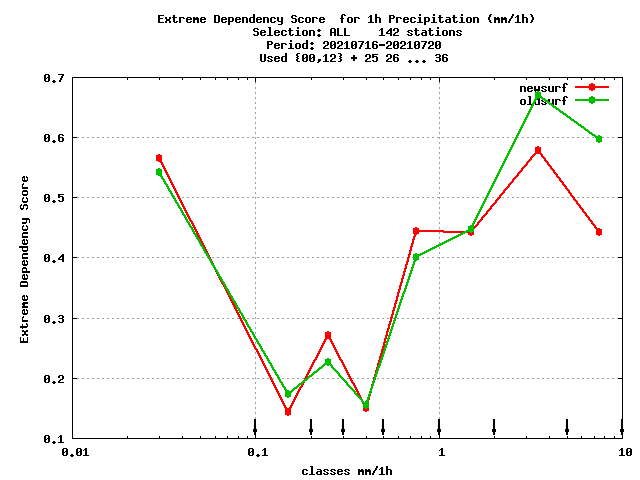 Extreme Dependency Score  for 1h Precipitation (mm/1h)
Selection: ALL    142 stations
Period: 20210716-20210720
Used {00,12} + 25 26 ... 36
newsurf
oldsurf
0.7
0.6
0.5
0.4
0.3
0.2
0.1
Extreme Dependency Score
0.01
0.1
1
10
classes mm/1h